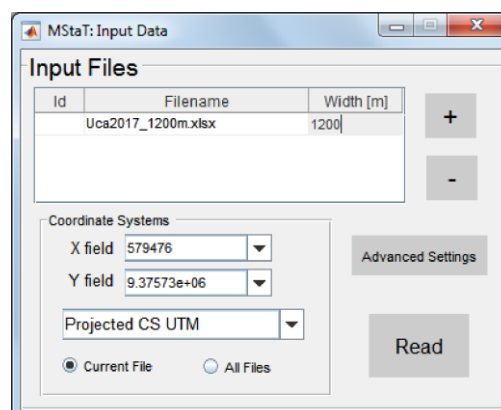 MStaT: Input Data
Input Files
Id Filename Width [m]
Uca2017_1200m.xlsx 1200
+
-
Coordinate Systems
X field 579476
Y field 9.37573e+06
Advanced Settings
Projected CS UTM
Read
Current File All Files